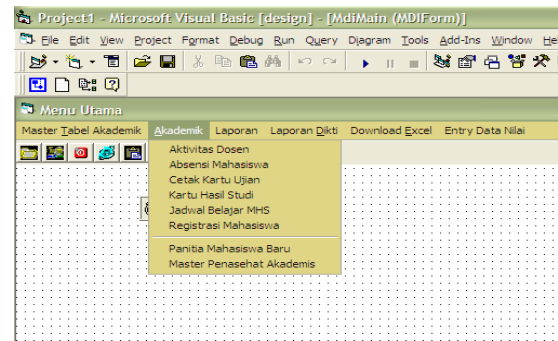 Project1 - Microsoft Visual Basic [design] - [MdiMain (MDIForm)]
File Edit View Project Format Debug Run Query Diagram Tools Add-Ins Window He
Menu Utama
Master Tabel Akademik Akademik Laporan Laporan Dikti Download Excel Entry Data Nilai
Aktivitas Dosen
Absensi Mahasiswa
Cetak Kartu Ujian
Kartu Hasil Studi
Jadwal Belajar MHS
Registrasi Mahasiswa
Panitia Mahasiswa Baru
Master Penasehat Akademis